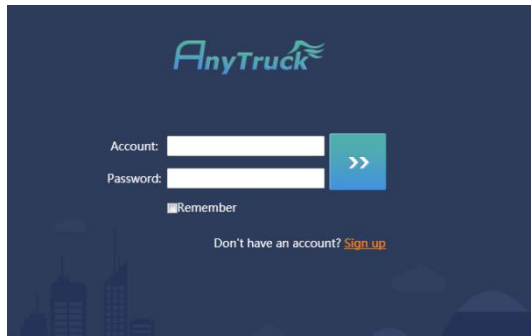 AnyTruck
Account:
>>
Password:
Remember
Don't have an account? Sign up